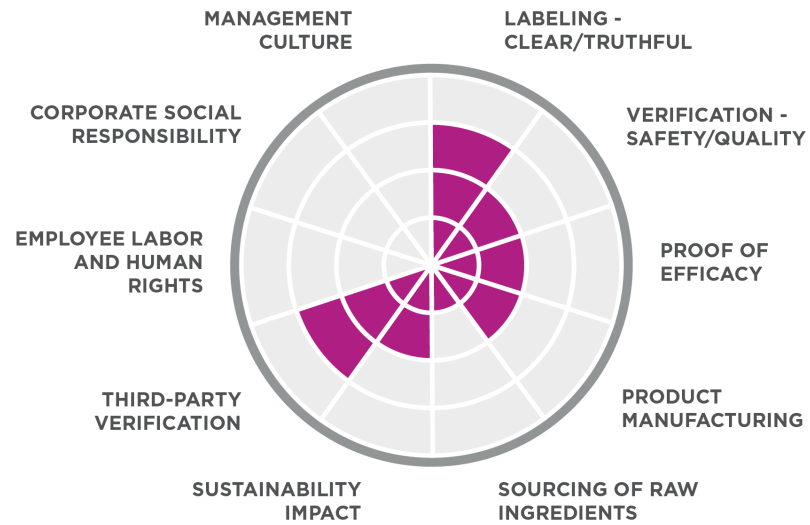 MANAGEMENT
CULTURE
LABELING -
CLEAR/TRUTHFUL
CORPORATE SOCIAL
RESPONSIBILITY
VERIFICATION -
SAFETY/QUALITY
EMPLOYEE LABOR
AND HUMAN
RIGHTS
PROOF OF
EFFICACY
THIRD-PARTY
VERIFICATION
PRODUCT
MANUFACTURING
SUSTAINABILITY
IMPACT
SOURCING OF RAW
INGREDIENTS